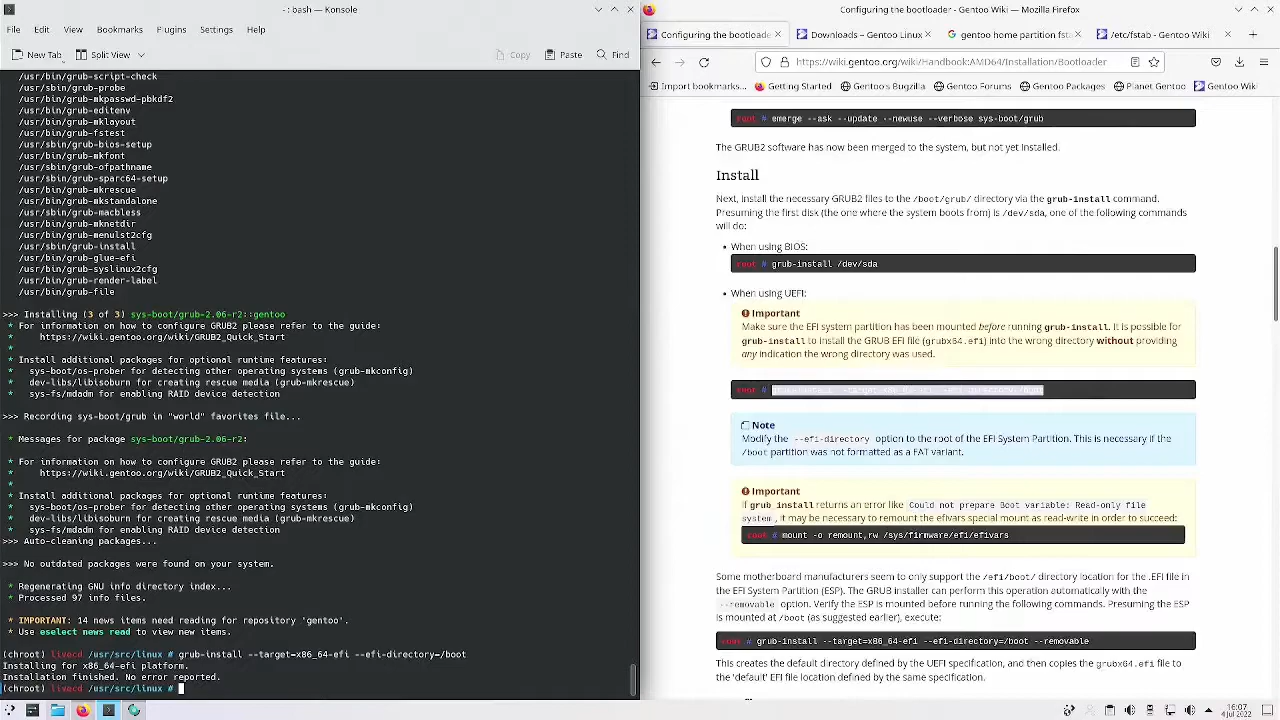 - : bash — Konsole
File Edit View Bookmarks Plugins Settings Help
New Tab Split View Copy Paste Find
/usr/bin/grub-script-check
/usr/bin/grub-probe
/usr/bin/grub-mkpasswd-pbkdf2
/usr/bin/grub-editenv
/usr/bin/grub-mklayout
/usr/bin/grub-fstest
/usr/sbin/grub-bios-setup
/usr/bin/grub-mkfont
/usr/sbin/grub-ofpathname
/usr/sbin/grub-sparc64-setup
/usr/bin/grub-mkrescue
/usr/bin/grub-mkstandalone
/usr/sbin/grub-macbless
/usr/bin/grub-mknetdir
/usr/bin/grub-menulst2cfg
/usr/sbin/grub-install
/usr/bin/grub-glue-efi
/usr/bin/grub-syslinux2cfg
/usr/bin/grub-render-label
/usr/bin/grub-file
>>> Installing (3 of 3) sys-boot/grub-2.06-r2::gentoo
* For information on how to configure GRUB2 please refer to the guide:
* https://wiki.gentoo.org/wiki/GRUB2_Quick_Start
*
* Install additional packages for optional runtime features:
* sys-boot/os-prober for detecting other operating systems (grub-mkconfig)
* dev-libs/libisoburn for creating rescue media (grub-mkrescue)
* sys-fs/mdadm for enabling RAID device detection
>>> Recording sys-boot/grub in "world" favorites file...
* Messages for package sys-boot/grub-2.06-r2:
* For information on how to configure GRUB2 please refer to the guide:
* https://wiki.gentoo.org/wiki/GRUB2_Quick_Start
*
* Install additional packages for optional runtime features:
* sys-boot/os-prober for detecting other operating systems (grub-mkconfig)
* dev-libs/libisoburn for creating rescue media (grub-mkrescue)
* sys-fs/mdadm for enabling RAID device detection
>>> Auto-cleaning packages...
>>> No outdated packages were found on your system.
* Regenerating GNU info directory index...
* Processed 97 info files.
* IMPORTANT: 14 news items need reading for repository 'gentoo'.
* Use eselect news read to view new items.
(chroot) livecd /usr/src/linux # grub-install --target=x86_64-efi --efi-directory=/boot
Installing for x86_64-efi platform.
Installation finished. No error reported.
(chroot) livecd /usr/src/linux #
Configuring the bootloader - Gentoo Wiki — Mozilla Firefox
Configuring the bootloade Downloads – Gentoo Linux gentoo home partition fsta /etc/fstab - Gentoo Wiki
https://wiki.gentoo.org/wiki/Handbook:AMD64/Installation/Bootloader
Import bookmarks... Getting Started Gentoo's Bugzilla Gentoo Forums Gentoo Packages Planet Gentoo Gentoo Wiki
root # emerge --ask --update --newuse --verbose sys-boot/grub
The GRUB2 software has now been merged to the system, but not yet installed.
Install
Next, install the necessary GRUB2 files to the /boot/grub/ directory via the grub-install command.
Presuming the first disk (the one where the system boots from) is /dev/sda, one of the following commands
will do:
• When using BIOS:
root # grub-install /dev/sda
• When using UEFI:
Important
Make sure the EFI system partition has been mounted before running grub-install. It is possible for
grub-install to install the GRUB EFI file (grubx64.efi) into the wrong directory without providing
any indication the wrong directory was used.
root #
Note
Modify the --efi-directory option to the root of the EFI System Partition. This is necessary if the
/boot partition was not formatted as a FAT variant.
Important
If grub_install returns an error like Could not prepare Boot variable: Read-only file
system, it may be necessary to remount the efivars special mount as read-write in order to succeed:
root # mount -o remount,rw /sys/firmware/efi/efivars
Some motherboard manufacturers seem to only support the /efi/boot/ directory location for the .EFI file in
the EFI System Partition (ESP). The GRUB installer can perform this operation automatically with the
--removable option. Verify the ESP is mounted before running the following commands. Presuming the ESP
is mounted at /boot (as suggested earlier), execute:
root # grub-install --target=x86_64-efi --efi-directory=/boot --removable
This creates the default directory defined by the UEFI specification, and then copies the grubx64.efi file to
the 'default' EFI file location defined by the same specification.
16:07
4 Jul 2022